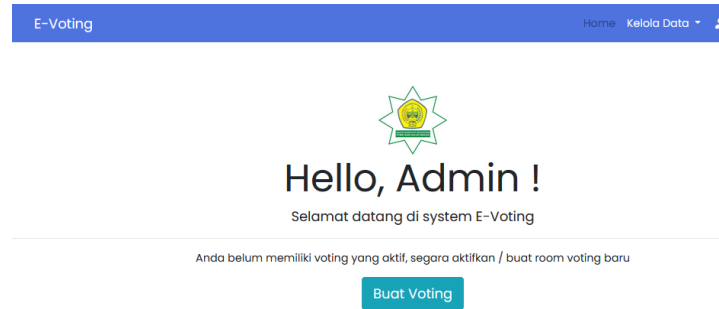 E-Voting
Home Kelola Data
Hello, Admin !
Selamat datang di system E-Voting
Anda belum memiliki voting yang aktif, segara aktifkan / buat room voting baru
Buat Voting